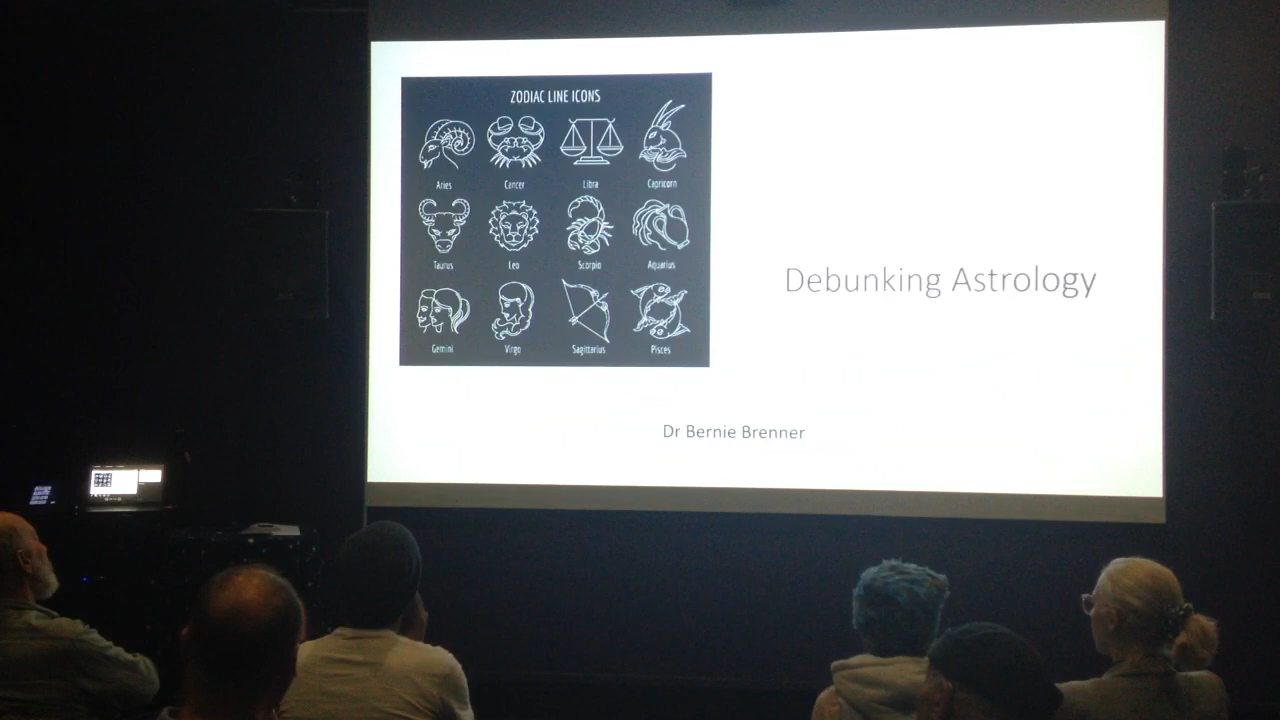 ZODIAC LINE ICONS
Aries Cancer Libra Capricorn
Taurus Leo Scorpio Aquarius
Gemini Virgo Sagittarius Pisces
Debunking Astrology
Dr Bernie Brenner